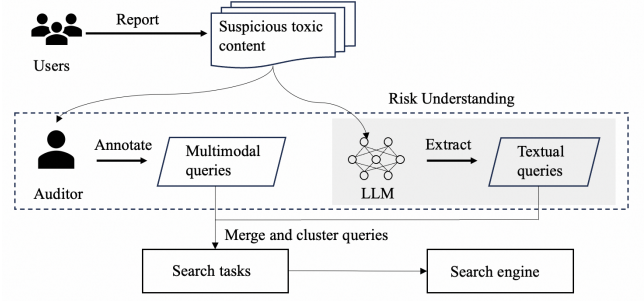 Report
Suspicious toxic
content
Users
Risk Understanding
Annotate
Multimodal
queries
Extract
Textual
queries
Auditor
LLM
Merge and cluster queries
Search tasks
Search engine